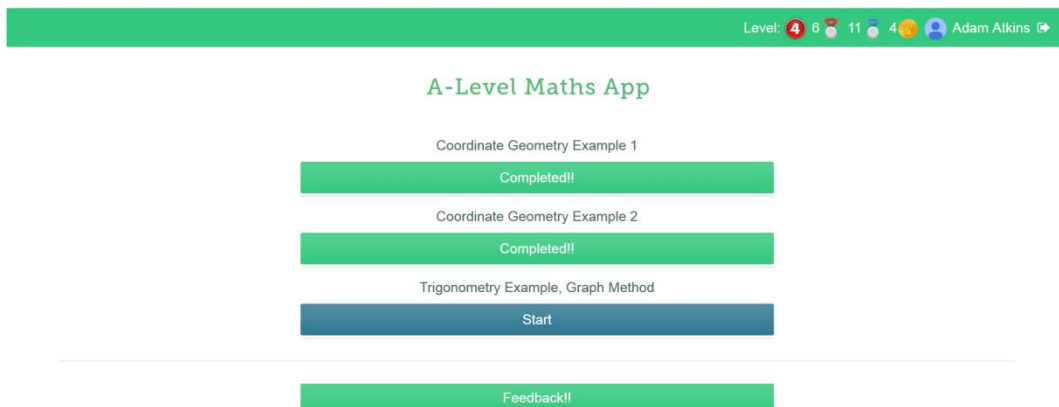 Level: 4 6 11 4 Adam Atkins
A-Level Maths App
Coordinate Geometry Example 1
Completed!!
Coordinate Geometry Example 2
Completed!!
Trigonometry Example, Graph Method
Start
Feedback!!